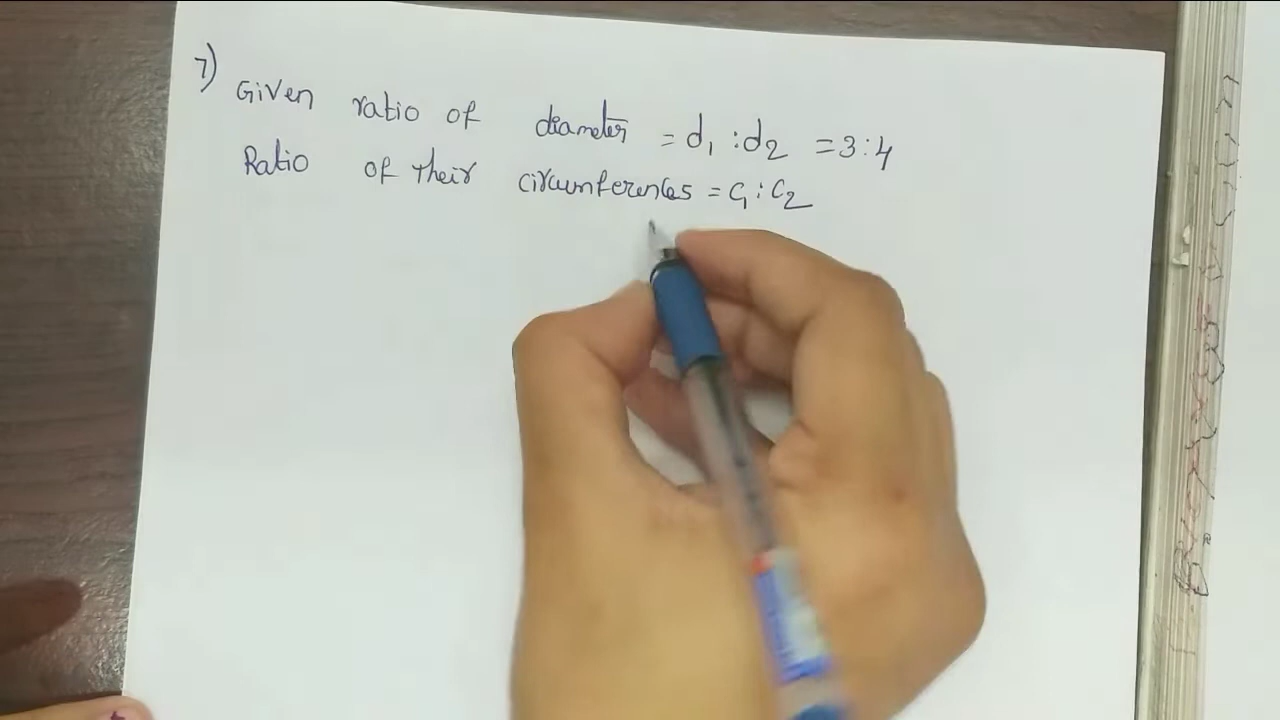 7)
Given ratio of diameter = d₁ : d₂ = 3:4
Ratio of their circumferences = C₁ : C₂